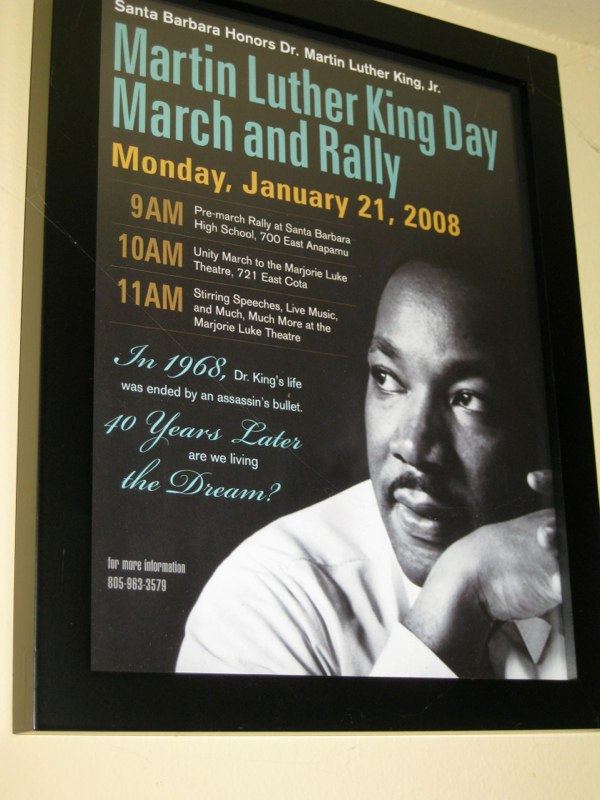 Santa Barbara Honors Dr. Martin Luther King, Jr.
Martin Luther King Day
March and Rally
Monday, January 21, 2008
9AM Pre-march Rally at Santa Barbara
High School, 700 East Anapamu
10AM Unity March to the Marjorie Luke
Theatre, 721 East Cota
11AM Stirring Speeches, Live Music,
and Much, Much More at the
Marjorie Luke Theatre
In 1968, Dr. King's life
was ended by an assassin's bullet.
40 Years Later
are we living
the Dream?
for more information
805-963-3579